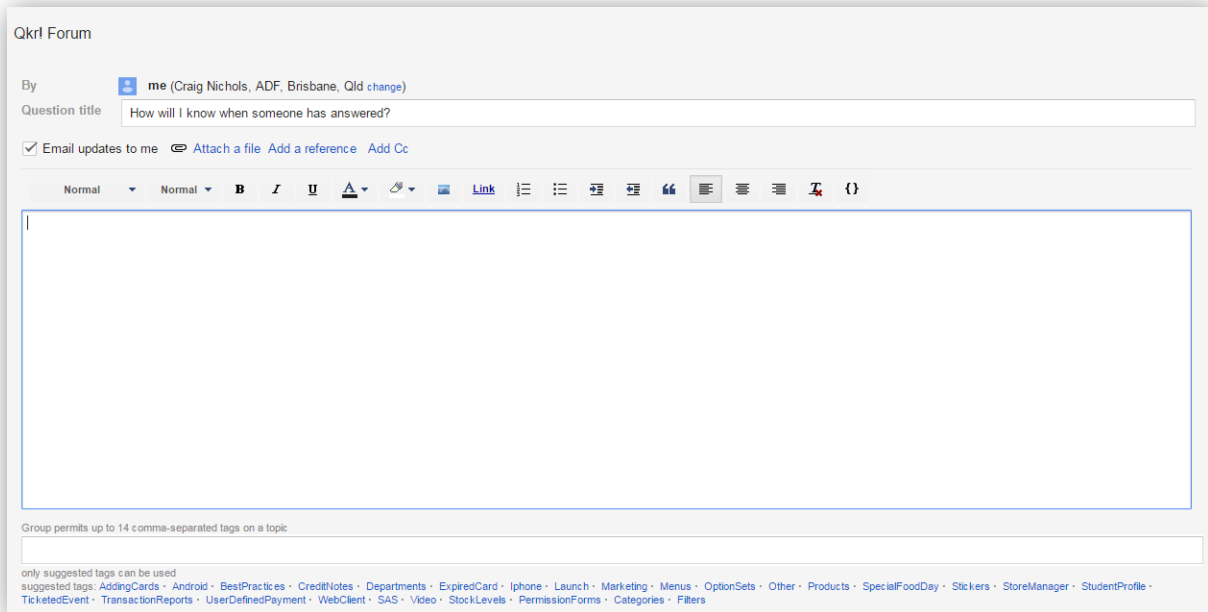 Qkr! Forum
By me (Craig Nichols, ADF, Brisbane, Qld change)
Question title How will I know when someone has answered?
Email updates to me Attach a file Add a reference Add Cc
Normal Normal B I U A Link {}
Group permits up to 14 comma-separated tags on a topic
only suggested tags can be used
suggested tags: AddingCards · Android · BestPractices · CreditNotes · Departments · ExpiredCard · Iphone · Launch · Marketing · Menus · OptionSets · Other · Products · SpecialFoodDay · Stickers · StoreManager · StudentProfile ·
TicketedEvent · TransactionReports · UserDefinedPayment · WebClient · SAS · Video · StockLevels · PermissionForms · Categories · Filters